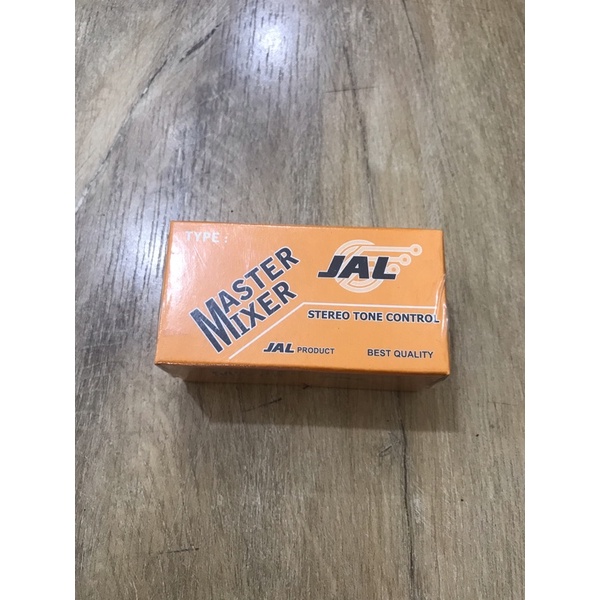 TYPE :
MASTER
MIXER
JAL
STEREO TONE CONTROL
JAL PRODUCT
BEST QUALITY